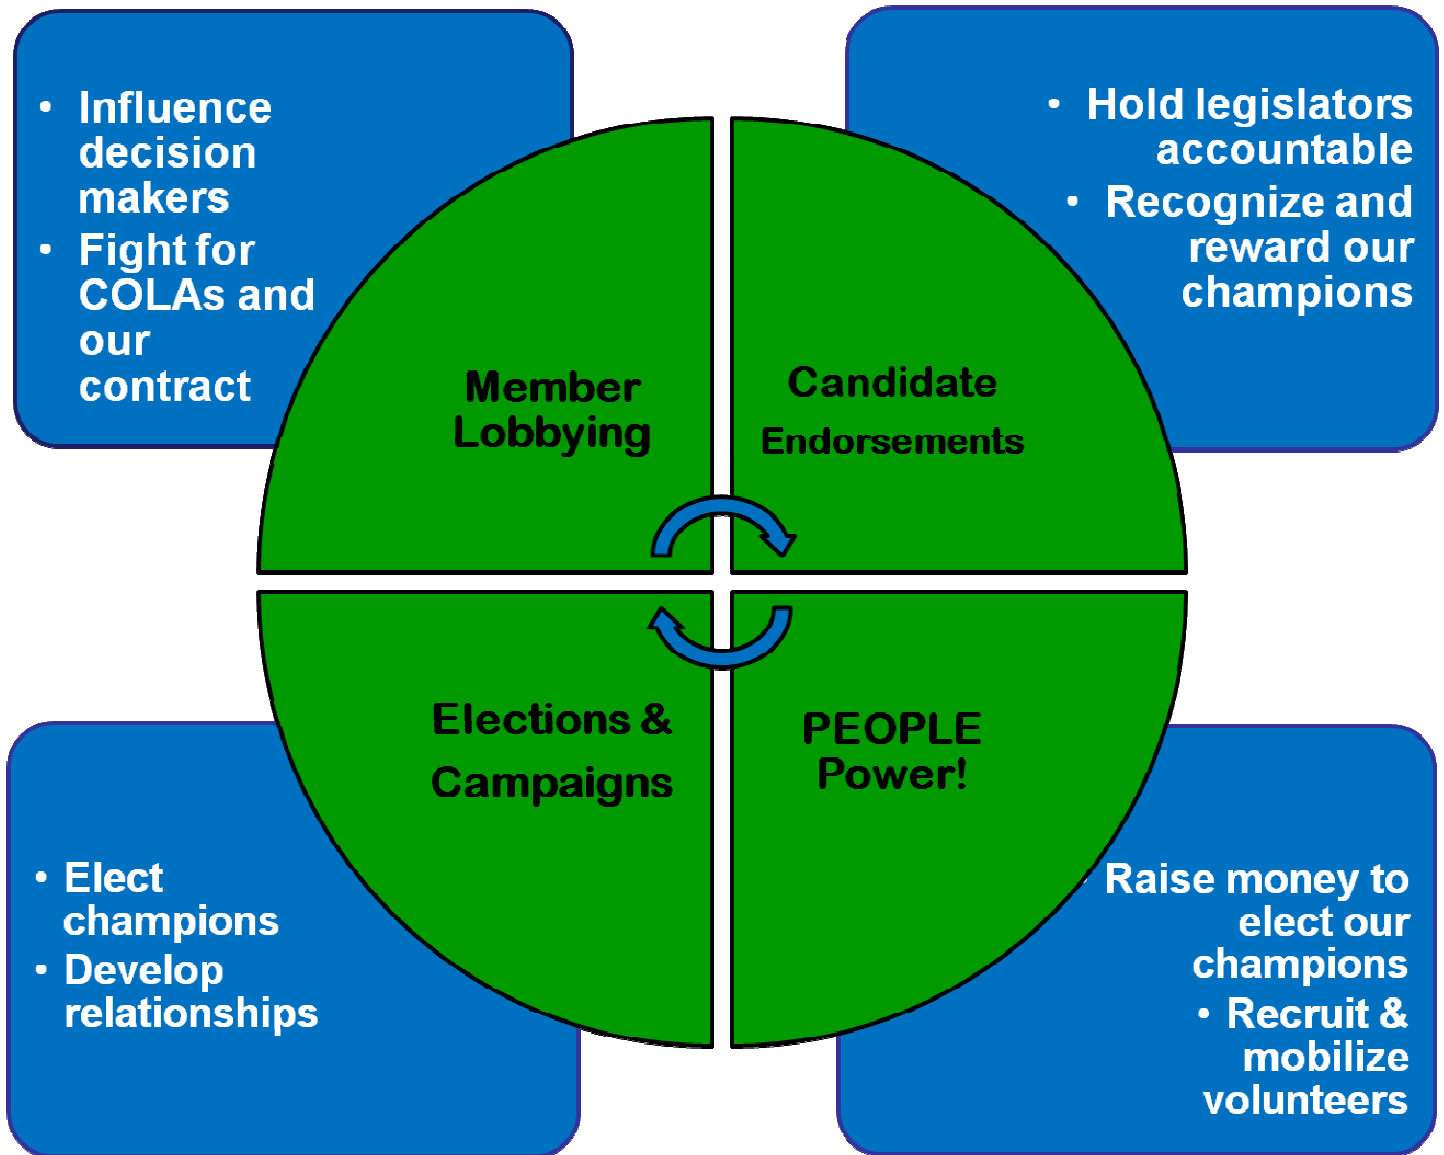 • Influence
decision
makers
• Fight for
COLAs and
our
contract
• Hold legislators
accountable
• Recognize and
reward our
champions
Member
Lobbying
Candidate
Endorsements
Elections &
Campaigns
PEOPLE
Power!
• Elect
champions
• Develop
relationships
Raise money to
elect our
champions
• Recruit &
mobilize
volunteers